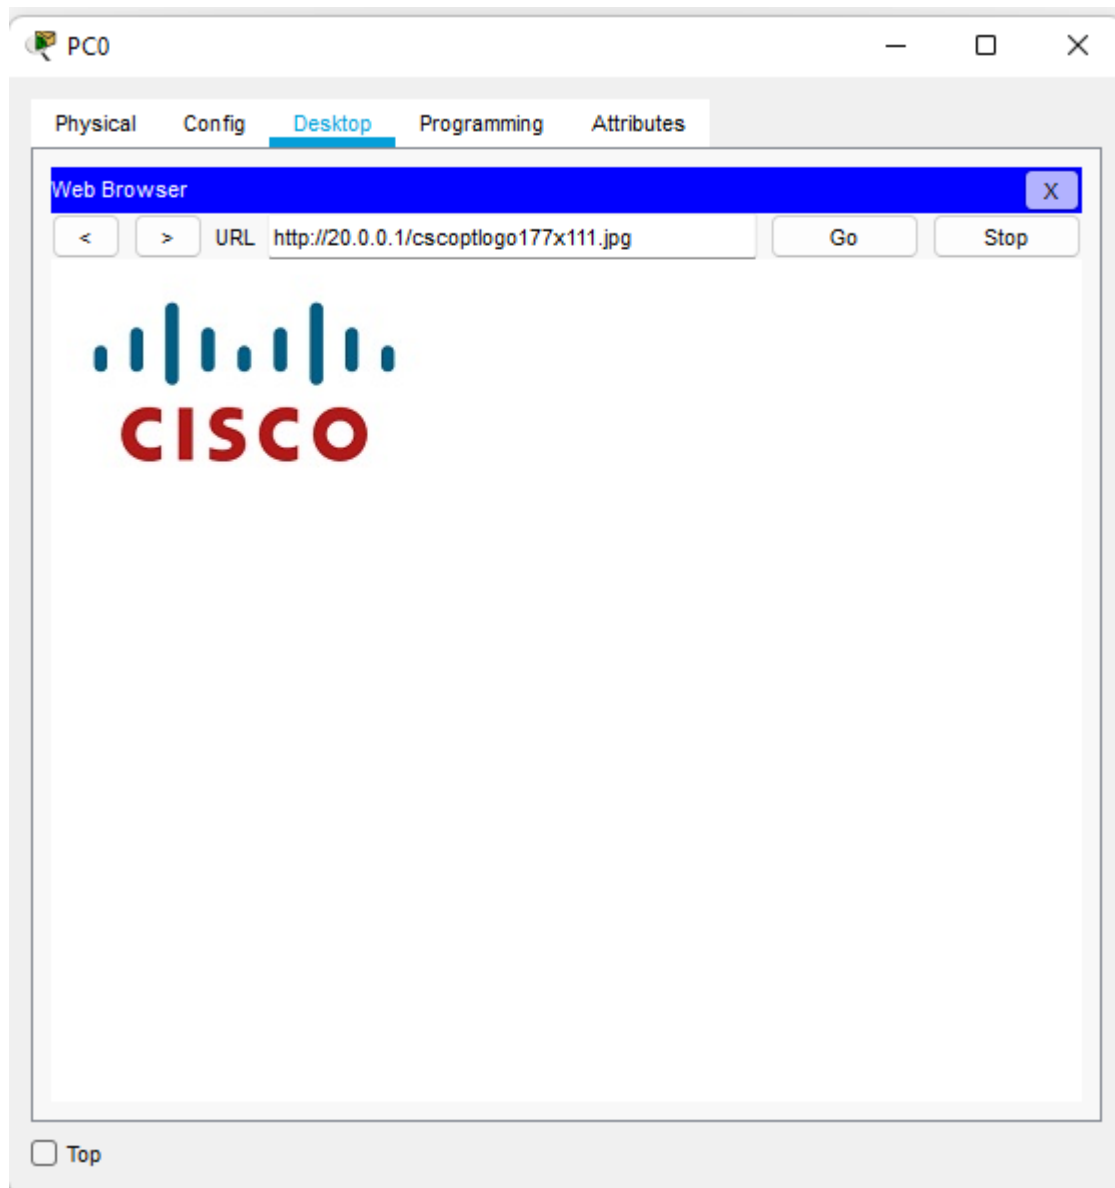 PC0
Physical Config Desktop Programming Attributes
Web Browser X
< > URL http://20.0.0.1/cscoptlogo177x111.jpg Go Stop
CISCO
Top